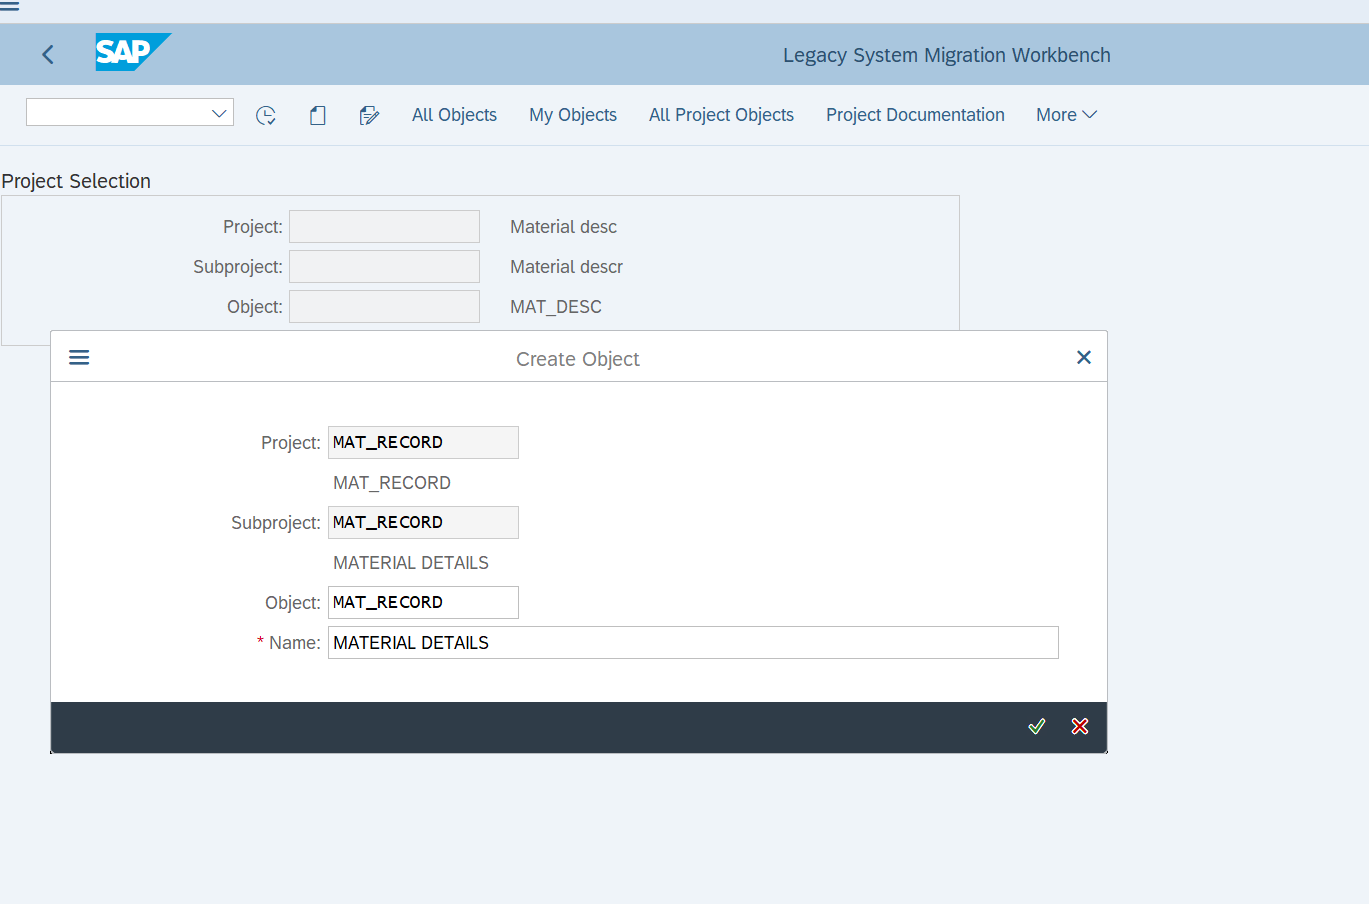 SAP
Legacy System Migration Workbench
All Objects My Objects All Project Objects Project Documentation More
Project Selection
Project: Material desc
Subproject: Material descr
Object: MAT_DESC
Create Object
Project: MAT_RECORD
MAT_RECORD
Subproject: MAT_RECORD
MATERIAL DETAILS
Object: MAT_RECORD
* Name: MATERIAL DETAILS